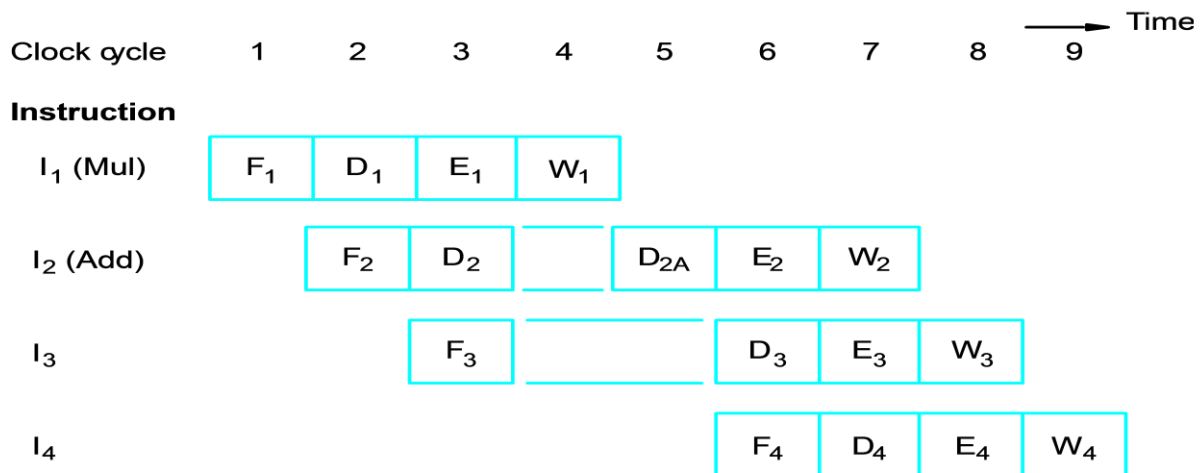 Time
Clock cycle 1 2 3 4 5 6 7 8 9
Instruction
I1 (Mul) F1 D1 E1 W1
I2 (Add) F2 D2 D2A E2 W2
I3 F3 D3 E3 W3
I4 F4 D4 E4 W4